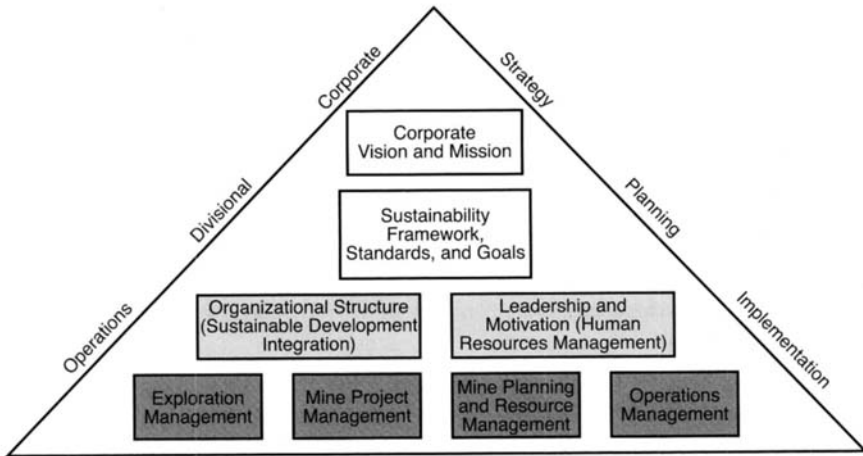 Corporate
Strategy
Corporate
Vision and Mission
Divisional
Planning
Sustainability
Framework,
Standards, and Goals
Operations
Implementation
Organizational Structure
(Sustainable Development
Integration)
Leadership and
Motivation (Human
Resources Management)
Exploration
Management
Mine Project
Management
Mine Planning
and Resource
Management
Operations
Management